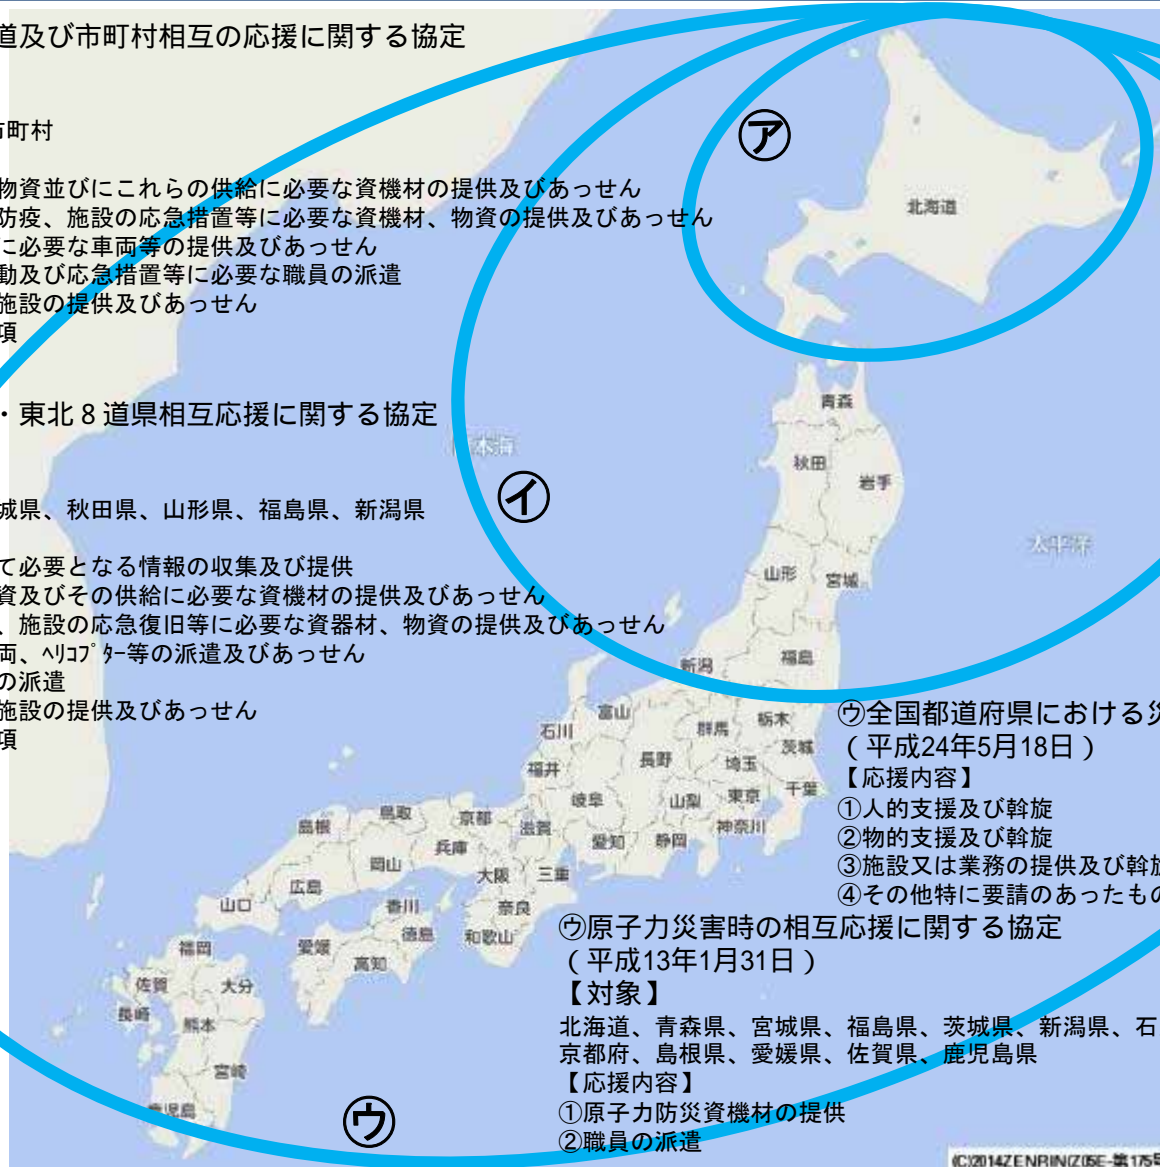 道及び市町村相互の応援に関する協定
市町村
物資並びにこれらの供給に必要な資機材の提供及びあっせん
防疫、施設の応急措置等に必要な資機材、物資の提供及びあっせん
に必要な車両等の提供及びあっせん
動及び応急措置等に必要な職員の派遣
施設の提供及びあっせん
項
・東北８道県相互応援に関する協定
城県、秋田県、山形県、福島県、新潟県
て必要となる情報の収集及び提供
資及びその供給に必要な資機材の提供及びあっせん
、施設の応急復旧等に必要な資器材、物資の提供及びあっせん
両、ﾍﾘｺﾌﾟﾀｰ等の派遣及びあっせん
の派遣
施設の提供及びあっせん
項
㋐
北海道
㋑
日本海
太平洋
青森
秋田
岩手
山形
宮城
新潟
福島
富山
石川
群馬
栃木
茨城
長野
埼玉
福井
岐阜
山梨
東京
千葉
神奈川
静岡
愛知
滋賀
京都
鳥取
島根
兵庫
岡山
大阪
三重
広島
奈良
山口
香川
徳島
和歌山
愛媛
高知
福岡
佐賀
大分
長崎
熊本
宮崎
鹿児島
㋒
㋒全国都道府県における災
（平成24年5月18日）
【応援内容】
①人的支援及び斡旋
②物的支援及び斡旋
③施設又は業務の提供及び斡旋
④その他特に要請のあったもの
㋒原子力災害時の相互応援に関する協定
（平成13年1月31日）
【対象】
北海道、青森県、宮城県、福島県、茨城県、新潟県、石
京都府、島根県、愛媛県、佐賀県、鹿児島県
【応援内容】
①原子力防災資機材の提供
②職員の派遣
(C)2014ZENRIN(Z05E-第175号